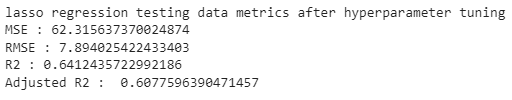 lasso regression testing data metrics after hyperparameter tuning
MSE : 62.315637370024874
RMSE : 7.894025422433403
R2 : 0.6412435722992186
Adjusted R2 :  0.6077596390471457